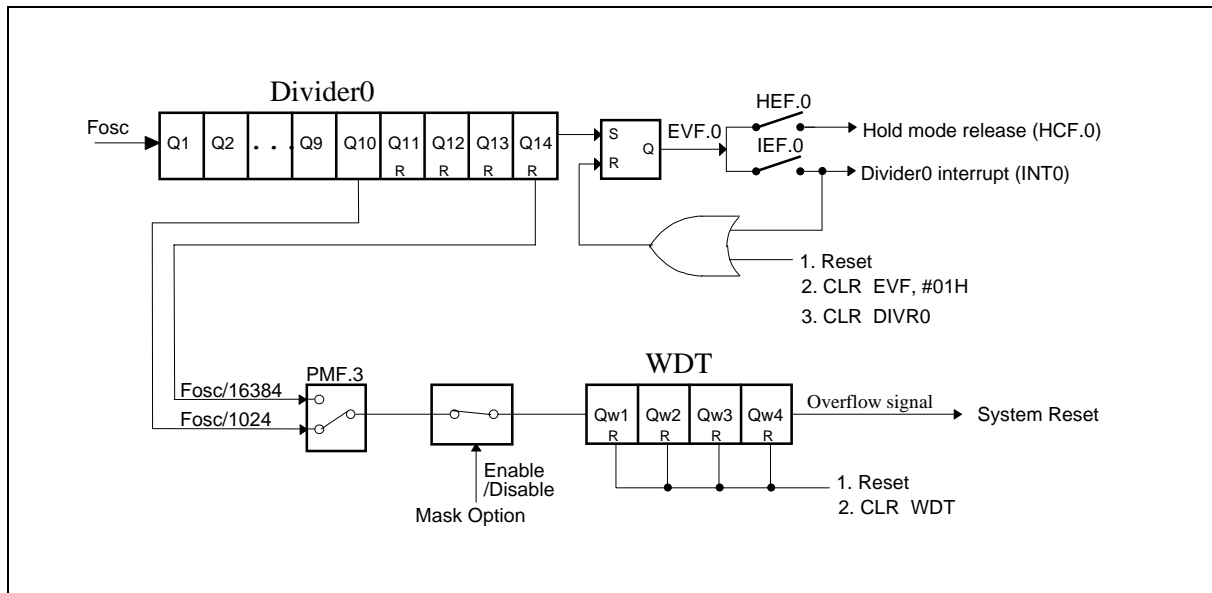 Divider0
HEF.0
Fosc
Q1 Q2 . . . Q9 Q10 Q11 Q12 Q13 Q14
R R R R
S
R
Q
EVF.0
Hold mode release (HCF.0)
IEF.0
Divider0 interrupt (INT0)
1. Reset
2. CLR EVF, #01H
3. CLR DIVR0
WDT
PMF.3
Fosc/16384
Fosc/1024
Qw1 Qw2 Qw3 Qw4
R R R R
Overflow signal
System Reset
Enable
/Disable
Mask Option
1. Reset
2. CLR WDT